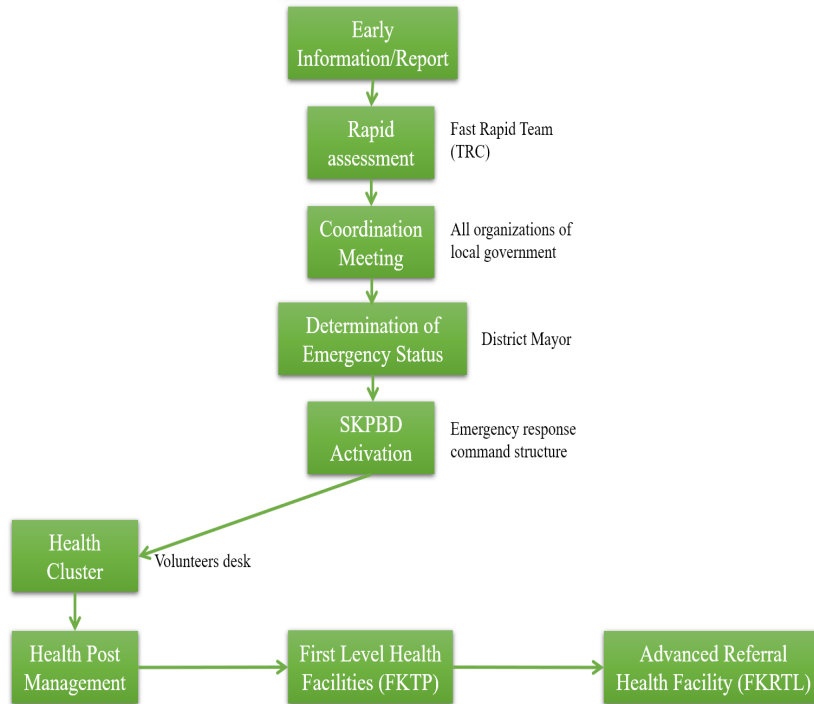 Early
Information/Report
Rapid
assessment
Fast Rapid Team
(TRC)
Coordination
Meeting
All organizations of
local government
Determination of
Emergency Status
District Mayor
SKPBD
Activation
Emergency response
command structure
Health
Cluster
Volunteers desk
Health Post
Management
First Level Health
Facilities (FKTP)
Advanced Referral
Health Facility (FKRTL)